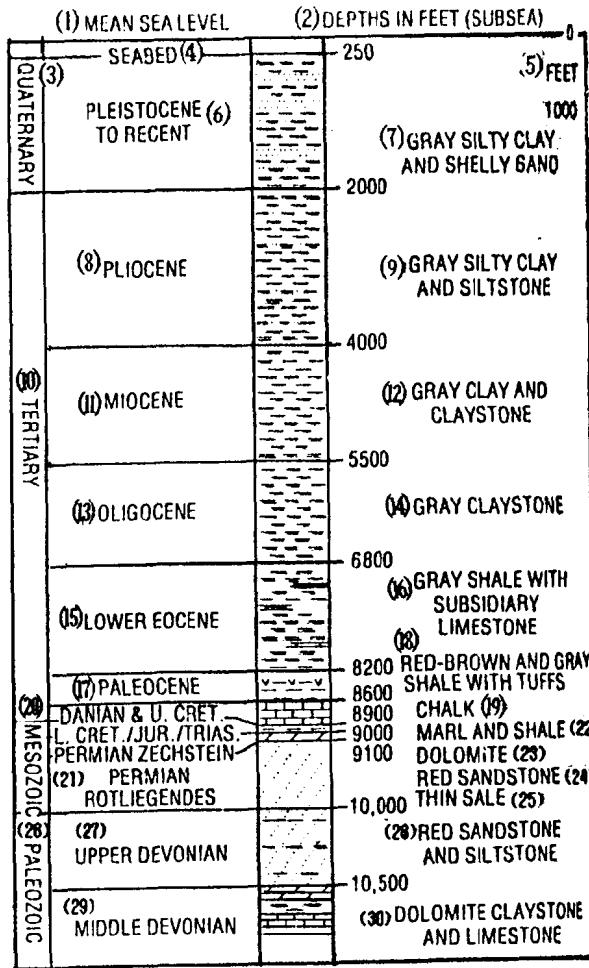 (1) MEAN SEA LEVEL (2) DEPTHS IN FEET (SUBSEA)
0
SEABED (4) 250
(3) (5) FEET
QUATERNARY
PLEISTOCENE (6) 1000
TO RECENT
(7) GRAY SILTY CLAY
AND SHELLY SAND
2000
(8) PLIOCENE (9) GRAY SILTY CLAY
AND SILTSTONE
4000
(10) TERTIARY
(11) MIOCENE (12) GRAY CLAY AND
CLAYSTONE
5500
(13) OLIGOCENE (14) GRAY CLAYSTONE
6800
(15) LOWER EOCENE (16) GRAY SHALE WITH
SUBSIDIARY
LIMESTONE
(18)
8200 RED-BROWN AND GRAY
(17) PALEOCENE SHALE WITH TUFFS
8600
(20) MESOZOIC
DANIAN & U. CRET. 8900 CHALK (19)
L. CRET./JUR./TRIAS. 9000 MARL AND SHALE (22
PERMIAN ZECHSTEIN 9100 DOLOMITE (23)
(21) PERMIAN RED SANDSTONE (24
ROTLIEGENDES THIN SALE (25)
10,000
(26) PALEOZOIC
(27) (28) RED SANDSTONE
UPPER DEVONIAN AND SILTSTONE
10,500
(29)
MIDDLE DEVONIAN (30) DOLOMITE CLAYSTONE
AND LIMESTONE